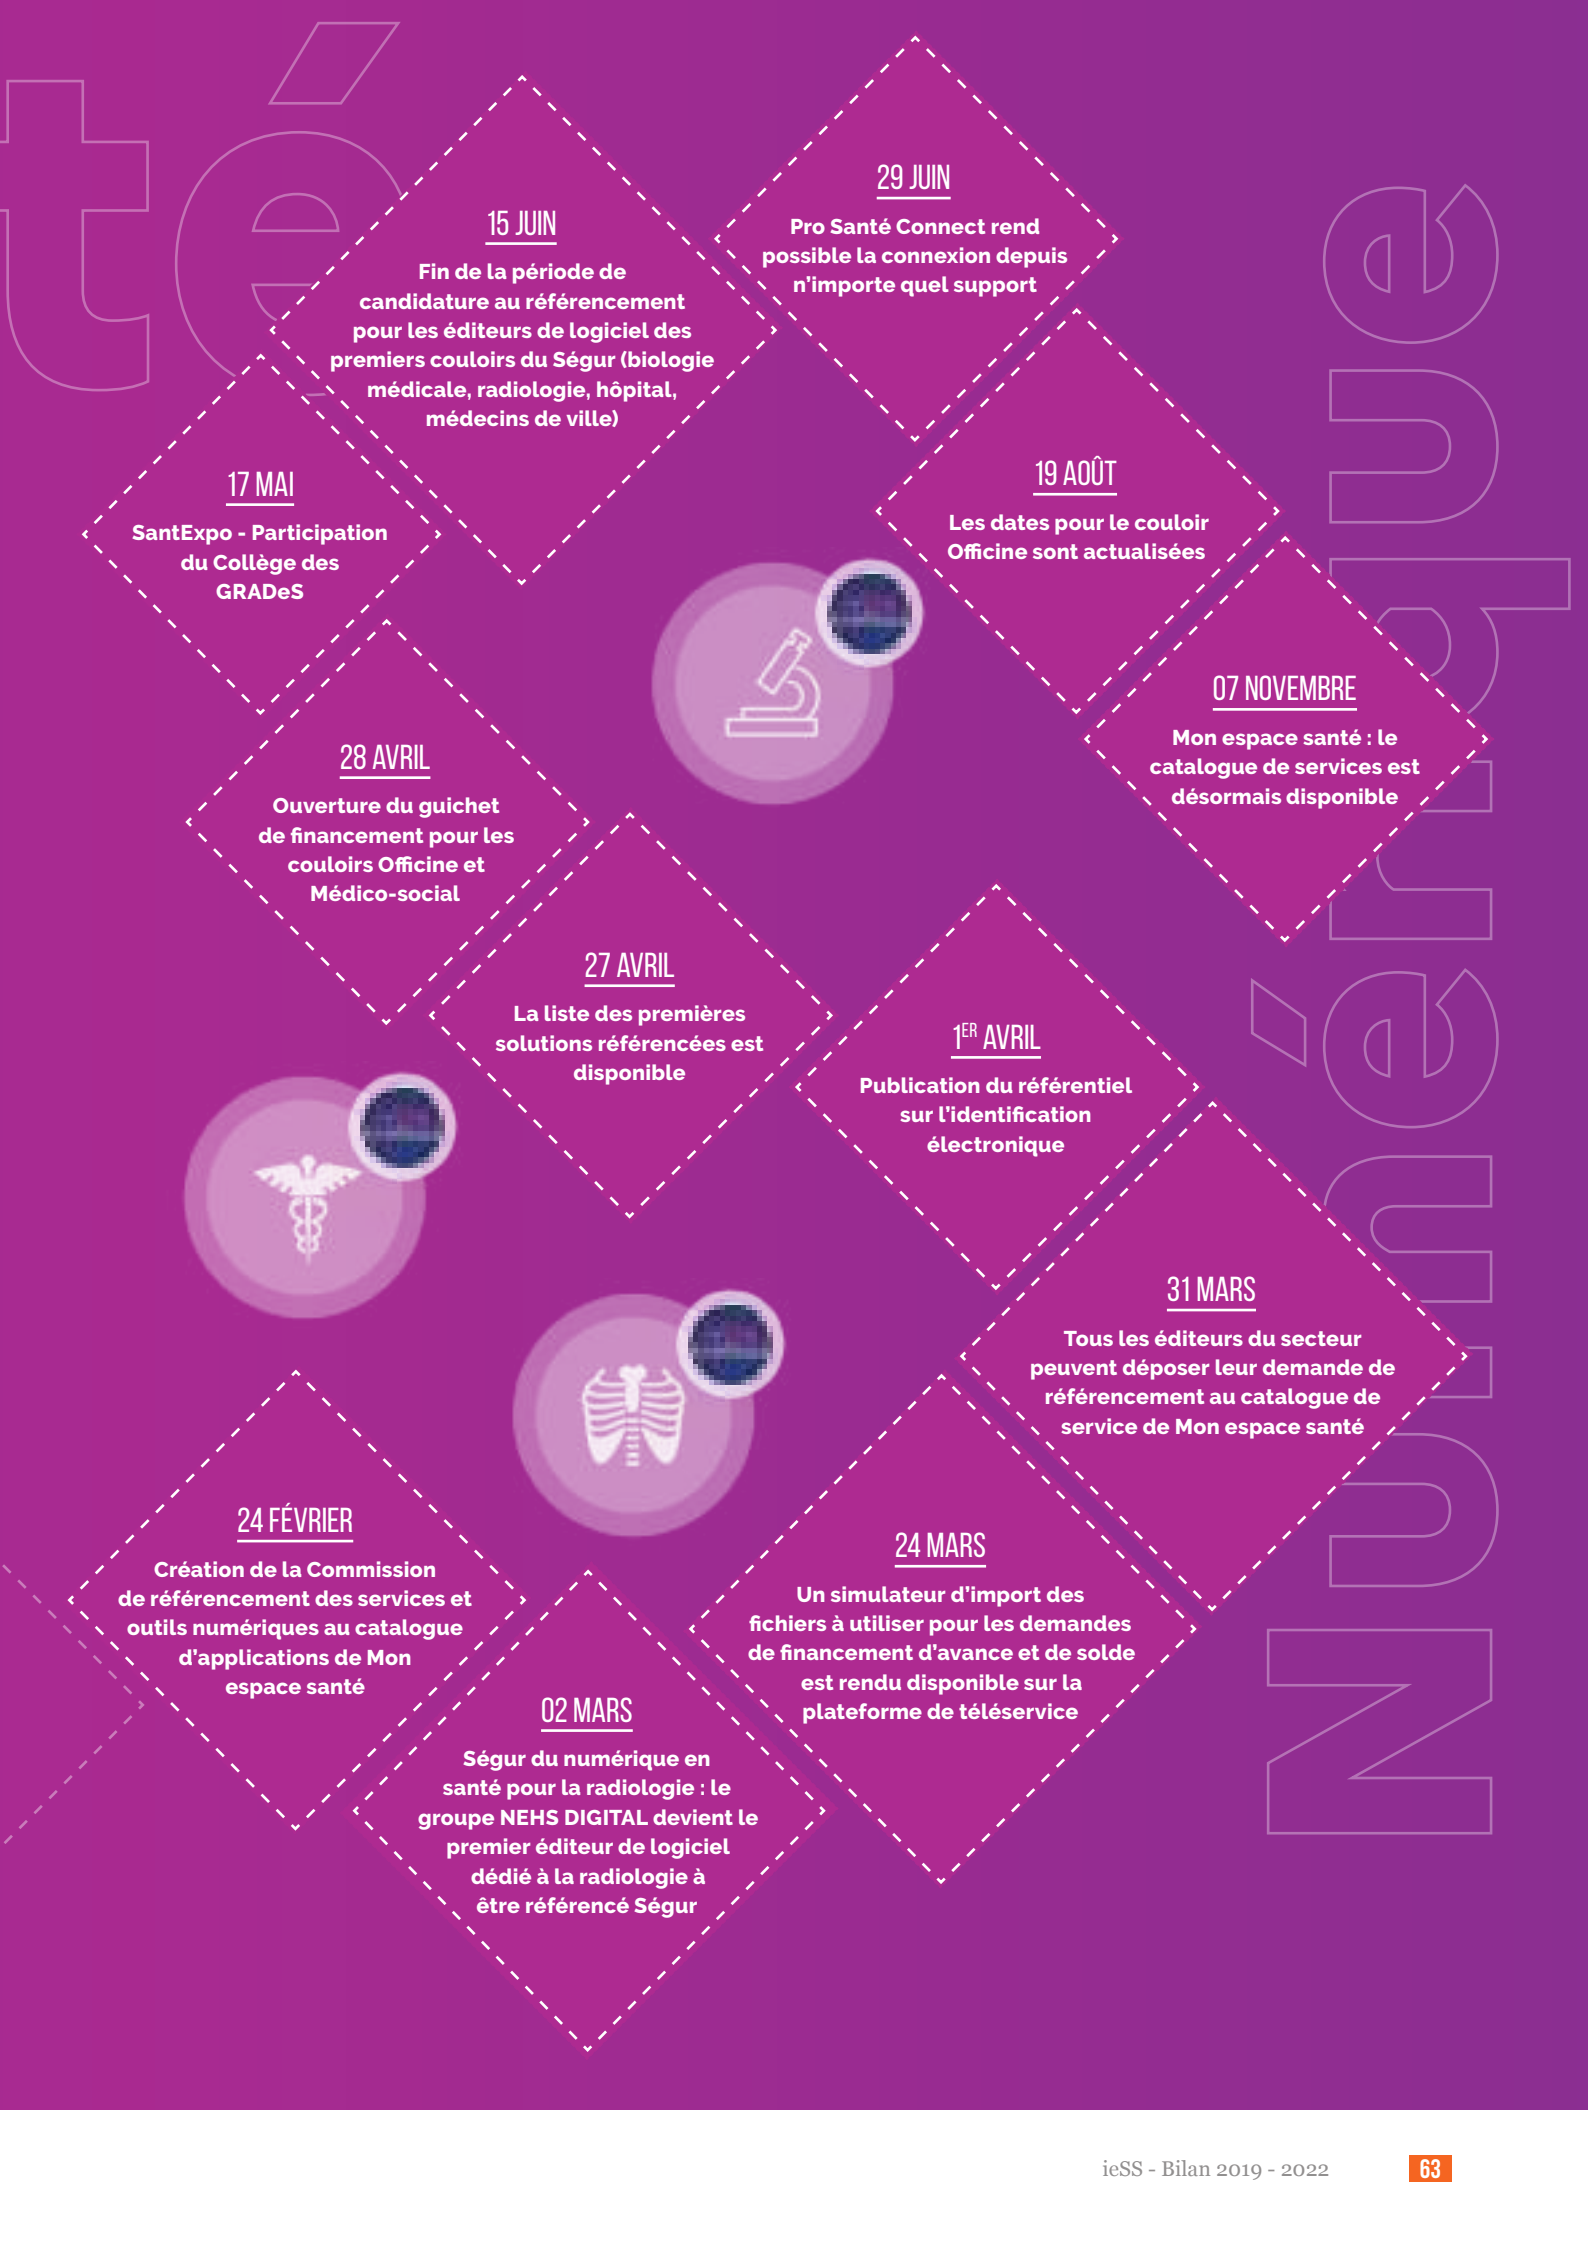 té
Numérique
29 JUIN
Pro Santé Connect rend
possible la connexion depuis
n'importe quel support
15 JUIN
Fin de la période de
candidature au référencement
pour les éditeurs de logiciel des
premiers couloirs du Ségur (biologie
médicale, radiologie, hôpital,
médecins de ville)
19 AOÛT
Les dates pour le couloir
Officine sont actualisées
17 MAI
SantExpo - Participation
du Collège des
GRADeS
07 NOVEMBRE
Mon espace santé : le
catalogue de services est
désormais disponible
28 AVRIL
Ouverture du guichet
de financement pour les
couloirs Officine et
Médico-social
27 AVRIL
La liste des premières
solutions référencées est
disponible
1ER AVRIL
Publication du référentiel
sur l'identification
électronique
31 MARS
Tous les éditeurs du secteur
peuvent déposer leur demande de
référencement au catalogue de
service de Mon espace santé
24 FÉVRIER
Création de la Commission
de référencement des services et
outils numériques au catalogue
d'applications de Mon
espace santé
24 MARS
Un simulateur d'import des
fichiers à utiliser pour les demandes
de financement d'avance et de solde
est rendu disponible sur la
plateforme de téléservice
02 MARS
Ségur du numérique en
santé pour la radiologie : le
groupe NEHS DIGITAL devient le
premier éditeur de logiciel
dédié à la radiologie à
être référencé Ségur
ieSS - Bilan 2019 - 2022
63